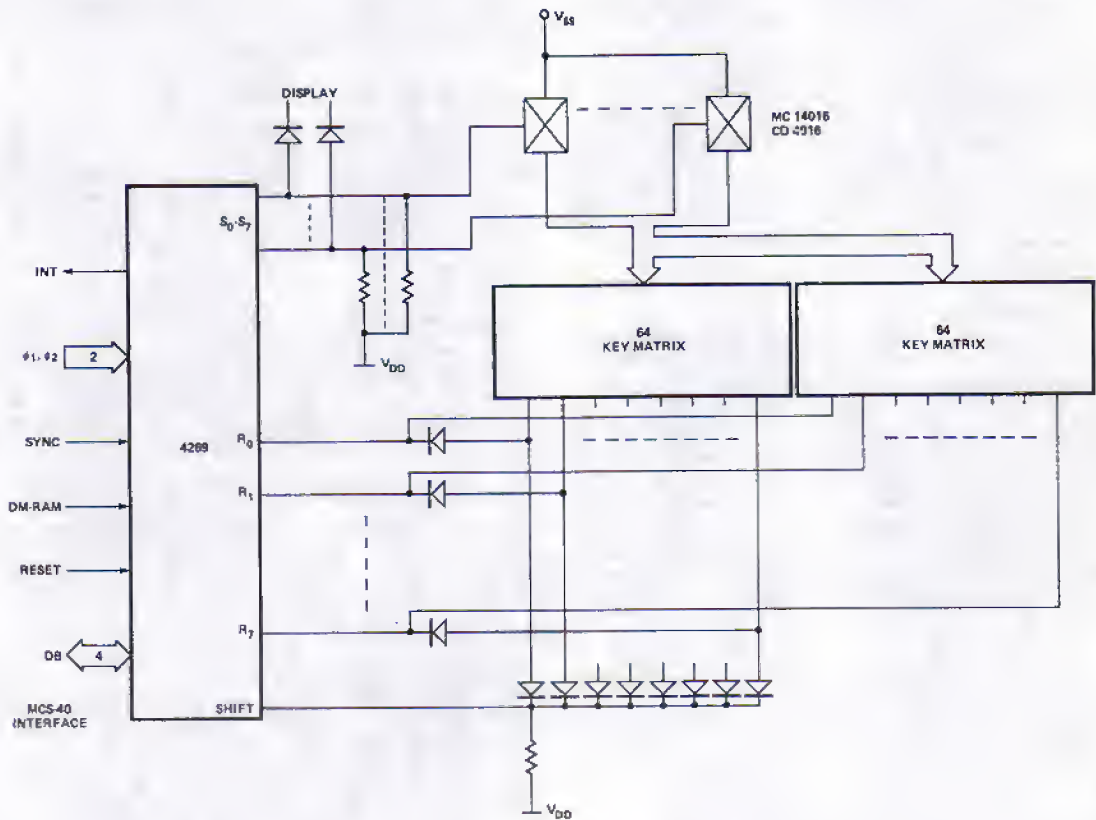 VSS
DISPLAY
MC 14016
CD 4016
S0-S7
INT
64
KEY MATRIX
64
KEY MATRIX
ϕ1, ϕ2
2
VDD
SYNC
4269
R0
DM-RAM
R1
RESET
R7
DB
4
MCS-40
INTERFACE
SHIFT
VDD